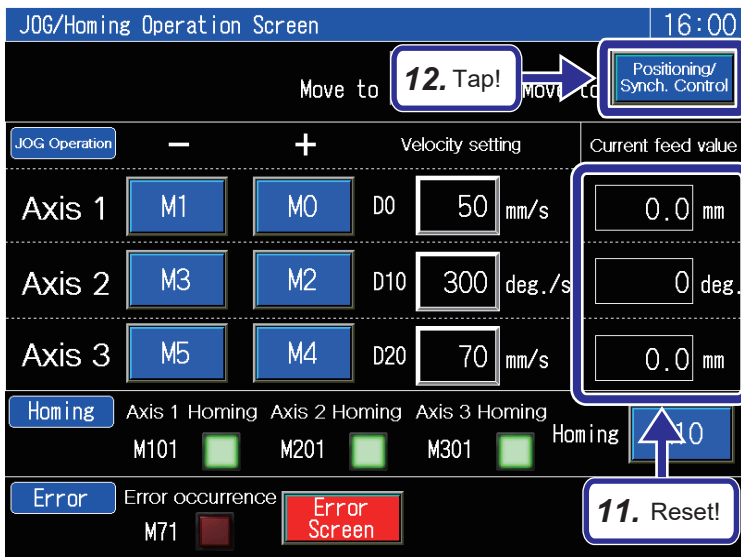 JOG/Homing Operation Screen 16:00
Move to
12. Tap!
Move to
Positioning/
Synch. Control
JOG Operation − + Velocity setting Current feed value
Axis 1 M1 M0 D0 50 mm/s 0.0 mm
Axis 2 M3 M2 D10 300 deg./s 0 deg.
Axis 3 M5 M4 D20 70 mm/s 0.0 mm
Homing Axis 1 Homing Axis 2 Homing Axis 3 Homing
M101 M201 M301 Homing
Error Error occurrence
M71
Error
Screen
11. Reset!